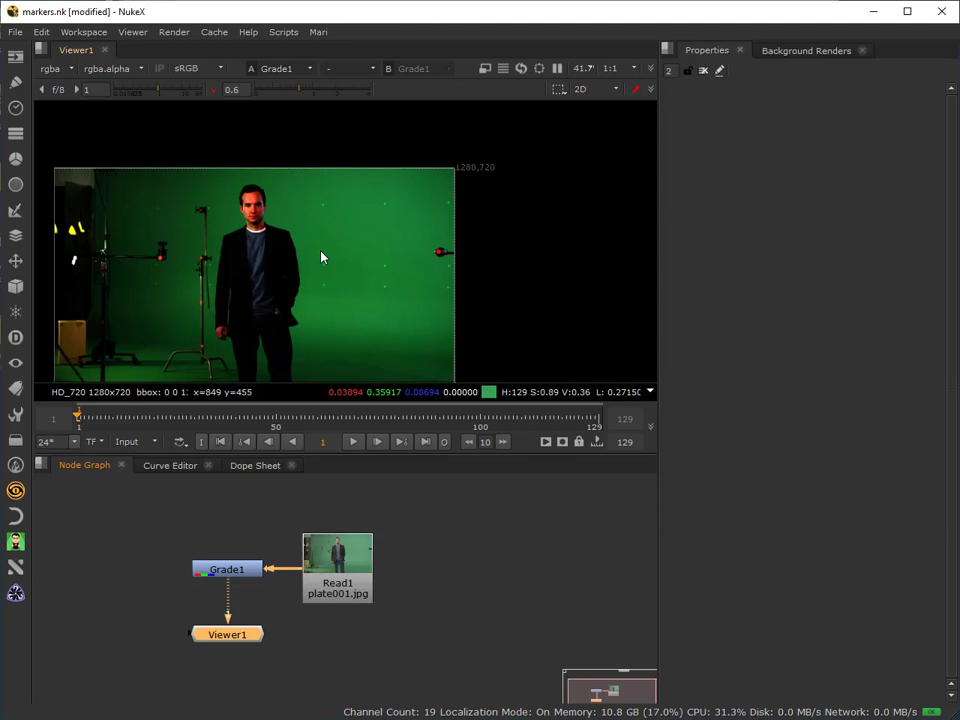 markers.nk [modified] - NukeX
File Edit Workspace Viewer Render Cache Help Scripts Mari
Viewer1
Properties Background Renders
rgba rgba.alpha IP sRGB A Grade1 - B Grade1 41.7 1:1
2
f/8 1 Y 0.6 2D
1280,720
HD_720 1280x720 bbox: 0 0 1: x=849 y=455 0.03894 0.35917 0.08694 0.00000 H:129 S:0.89 V:0.36 L: 0.27150
1 1 50 100 129 129
24* TF Input I 1 O 10 129
Node Graph Curve Editor Dope Sheet
Grade1
Read1
plate001.jpg
Viewer1
Channel Count: 19 Localization Mode: On Memory: 10.8 GB (17.0%) CPU: 31.3% Disk: 0.0 MB/s Network: 0.0 MB/s